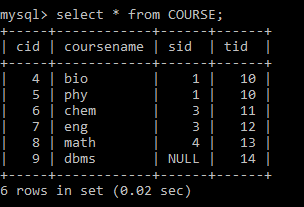 mysql> select * from COURSE;
+-----+------------+------+------+
| cid | coursename | sid | tid |
+-----+------------+------+------+
| 4 | bio | 1 | 10 |
| 5 | phy | 1 | 10 |
| 6 | chem | 3 | 11 |
| 7 | eng | 3 | 12 |
| 8 | math | 4 | 13 |
| 9 | dbms | NULL | 14 |
+-----+------------+------+------+
6 rows in set (0.02 sec)